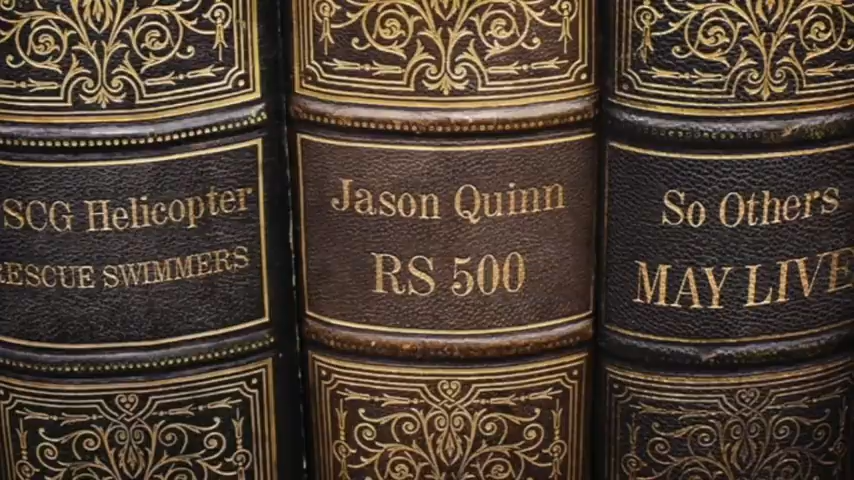 SCG Helicopter
RESCUE SWIMMERS
Jason Quinn
RS 500
So Others
MAY LIVE